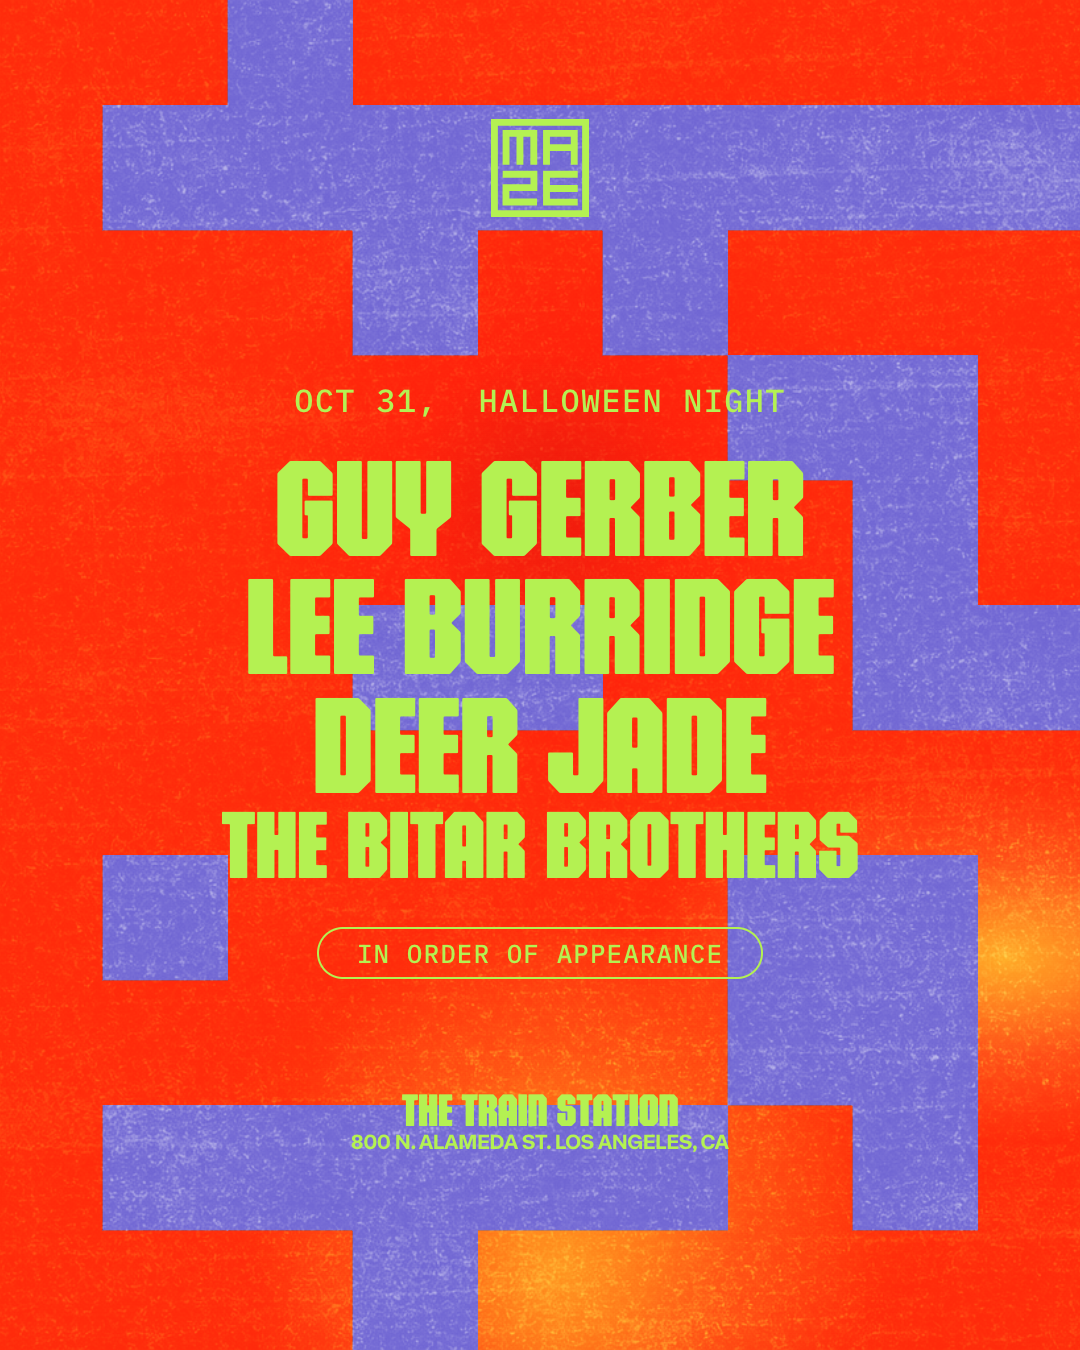 MA
ZE
OCT 31, HALLOWEEN NIGHT
GUY GERBER
LEE BURRIDGE
DEER JADE
THE BITAR BROTHERS
IN ORDER OF APPEARANCE
THE TRAIN STATION
800 N. ALAMEDA ST. LOS ANGELES, CA